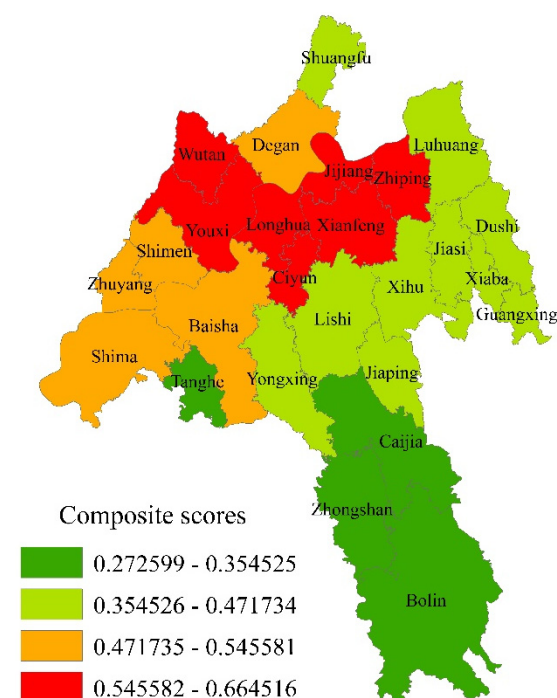 Shuangfu
Degan
Luhuang
Wutan
Jijiang
Zhiping
Youxi
Longhua
Xianfeng
Dushi
Shimen
Jiasi
Zhuyang
Ciyun
Xihu
Xiaba
Baisha
Lishi
Guangxing
Shima
Tanghe
Yongxing
Jiaping
Caijia
Zhongshan
Bolin
Composite scores
0.272599 - 0.354525
0.354526 - 0.471734
0.471735 - 0.545581
0.545582 - 0.664516